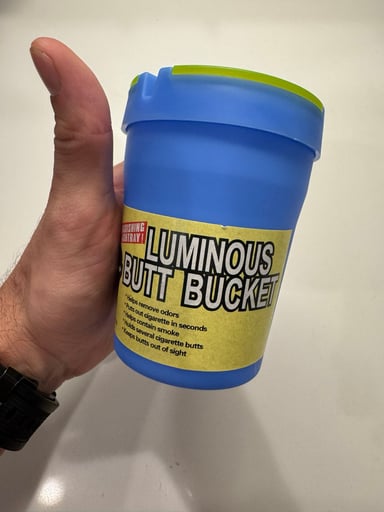 LUMINOUS
BUTT BUCKET
• Helps remove odors
• Puts out cigarette in seconds
• Helps contain smoke
• Holds several cigarette butts
• Keeps butts out of sight